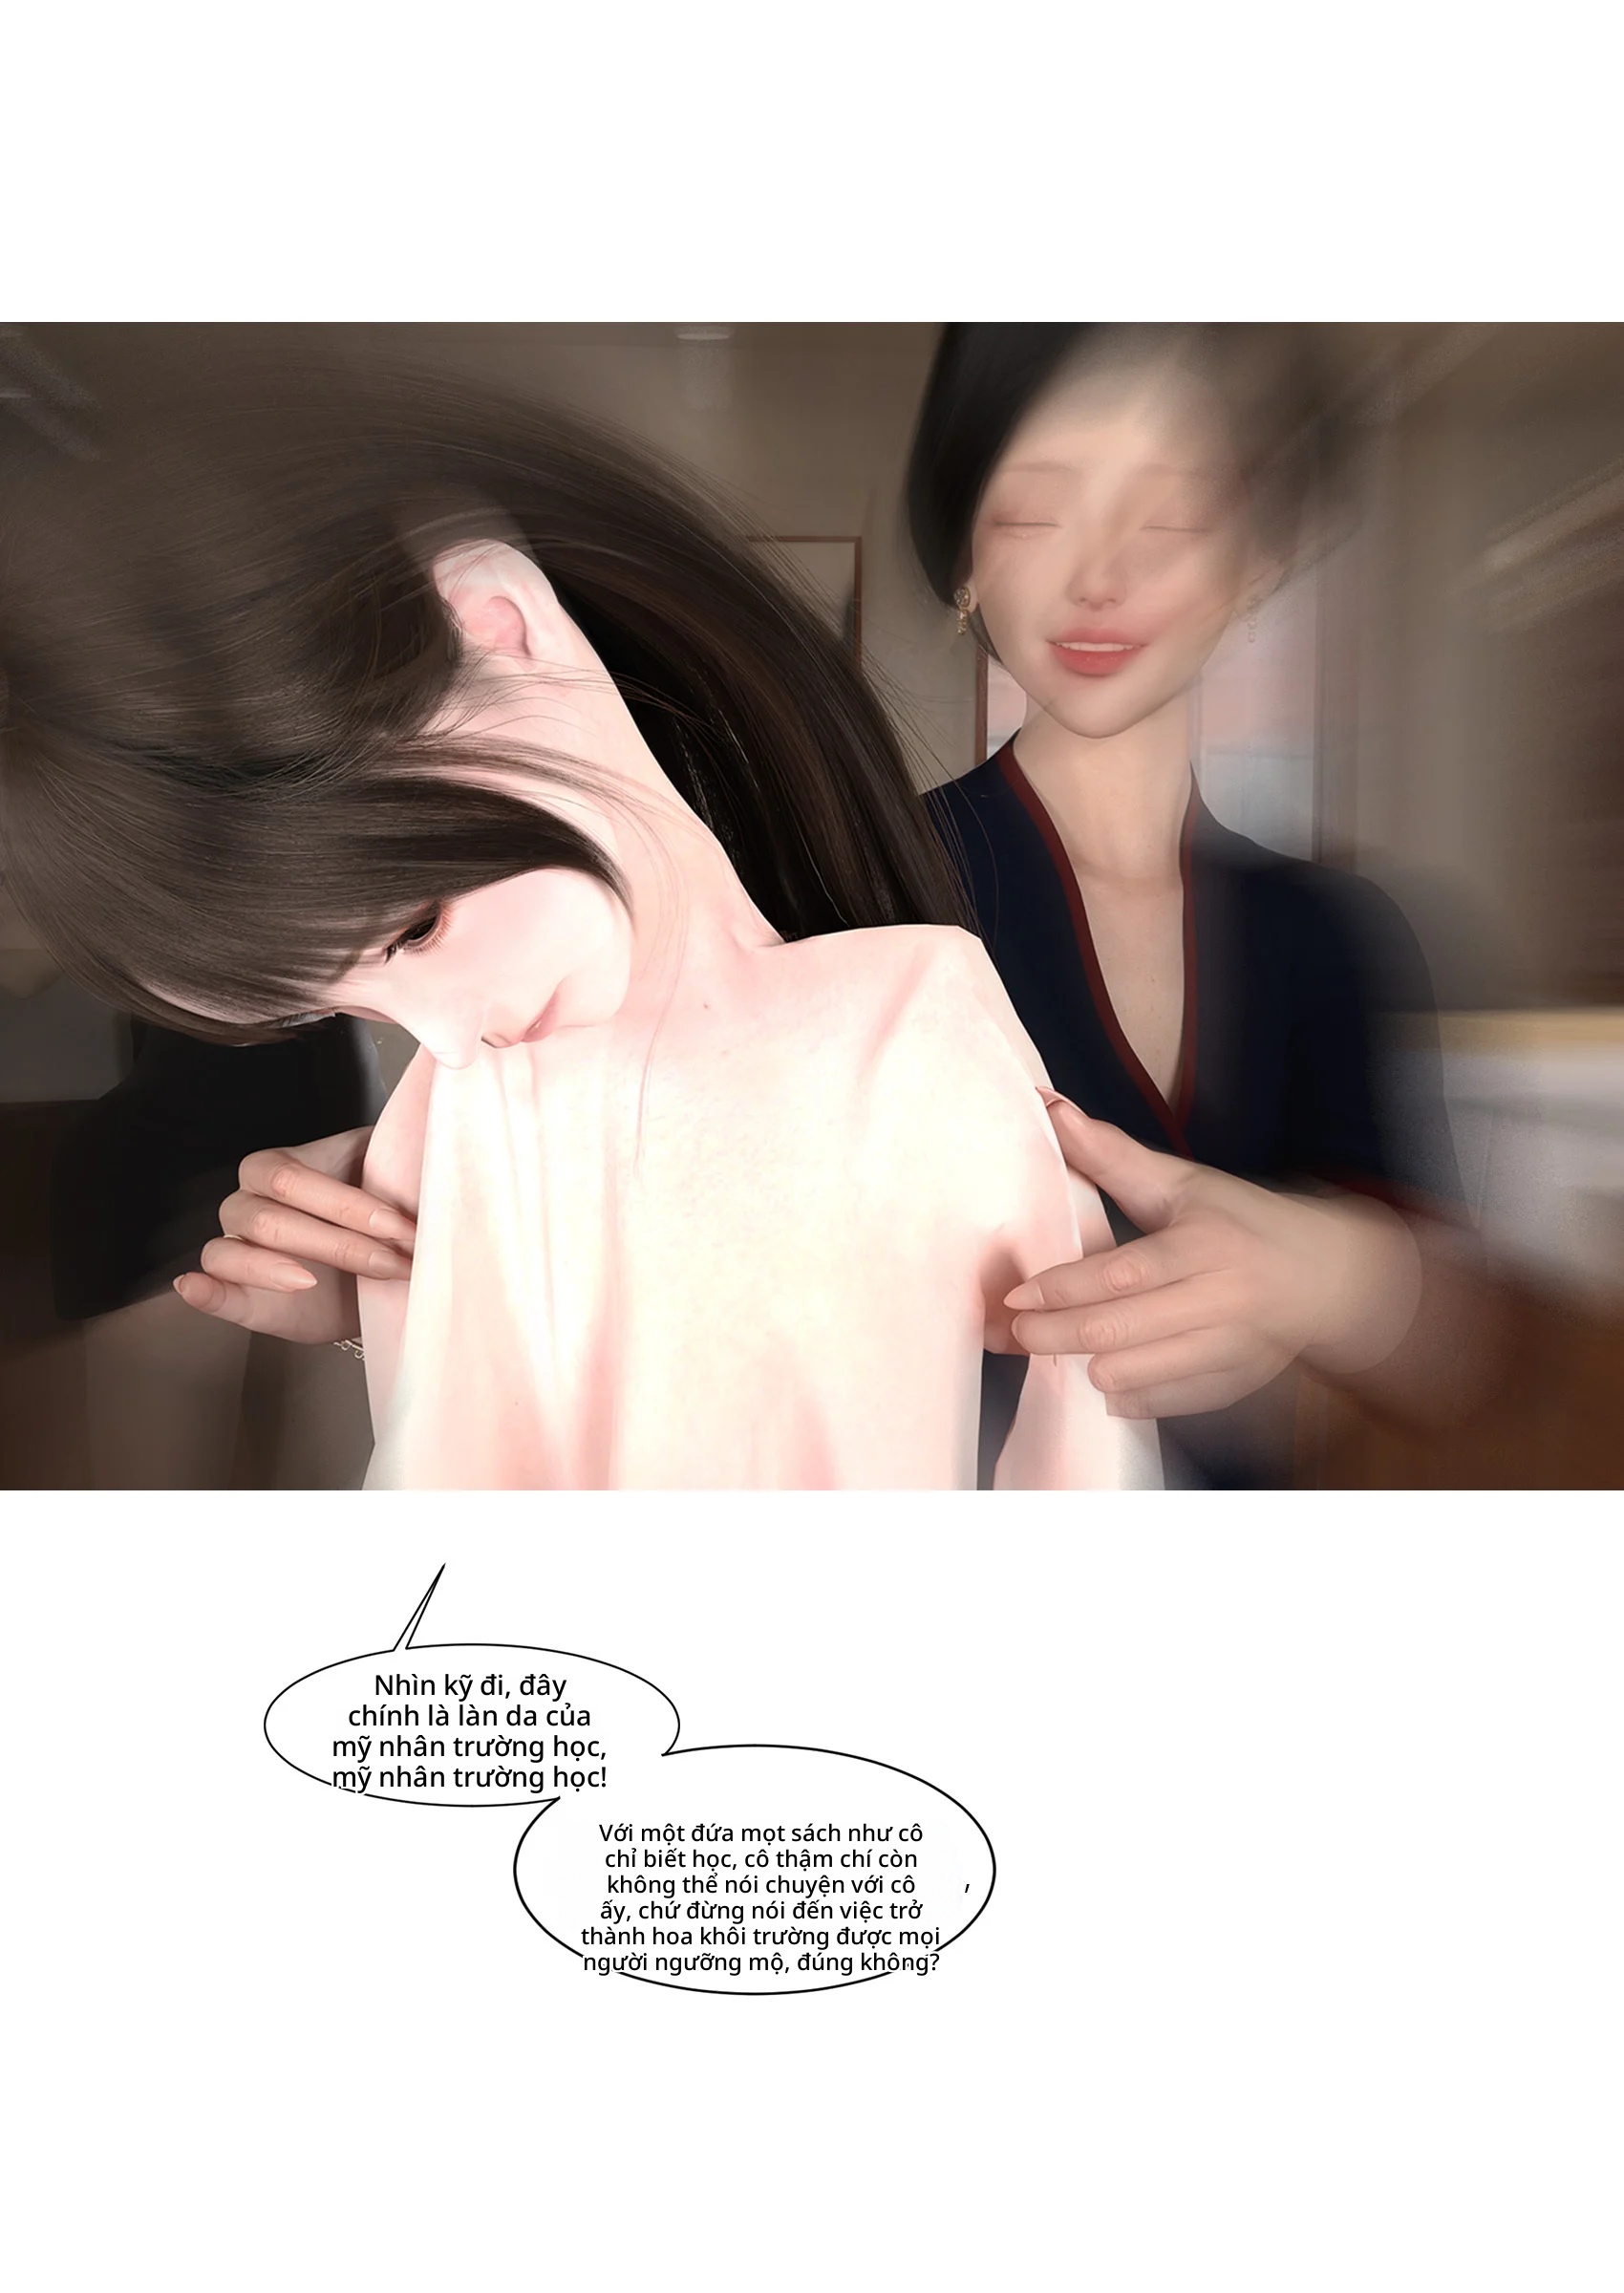 Nhìn kỹ đi, đây
chính là làn da của
mỹ nhân trường học,
mỹ nhân trường học!
Với một đứa mọt sách như cô
chỉ biết học, cô thậm chí còn
không thể nói chuyện với cô ,
ấy, chứ đừng nói đến việc trở
thành hoa khôi trường được mọi
người ngưỡng mộ, đúng không?